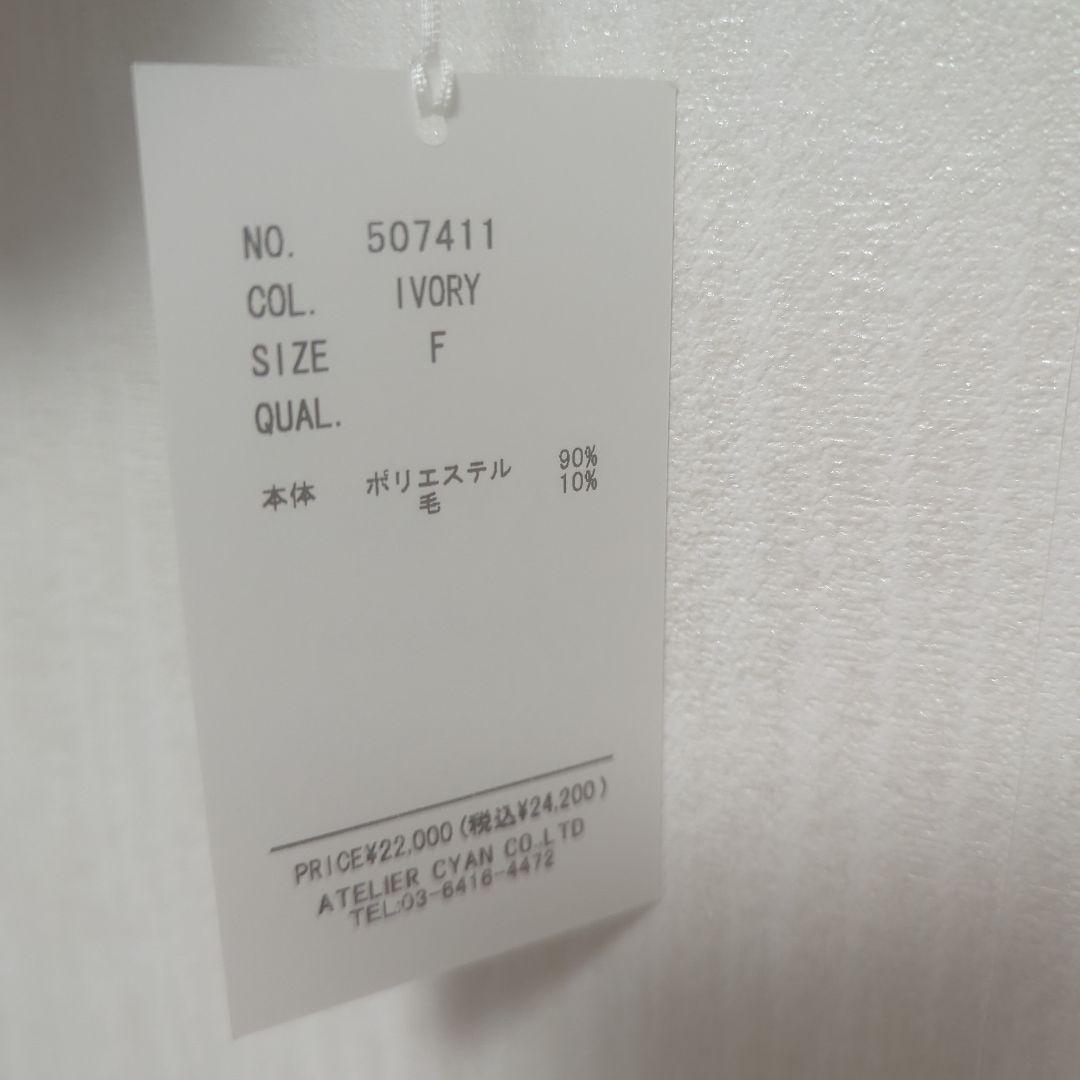 NO. 507411
COL. IVORY
SIZE F
QUAL.
本体 ポリエステル 90%
毛 10%
PRICE¥22,000(税込¥24,200)
ATELIER CYAN CO.,LTD
TEL:03-6416-4472